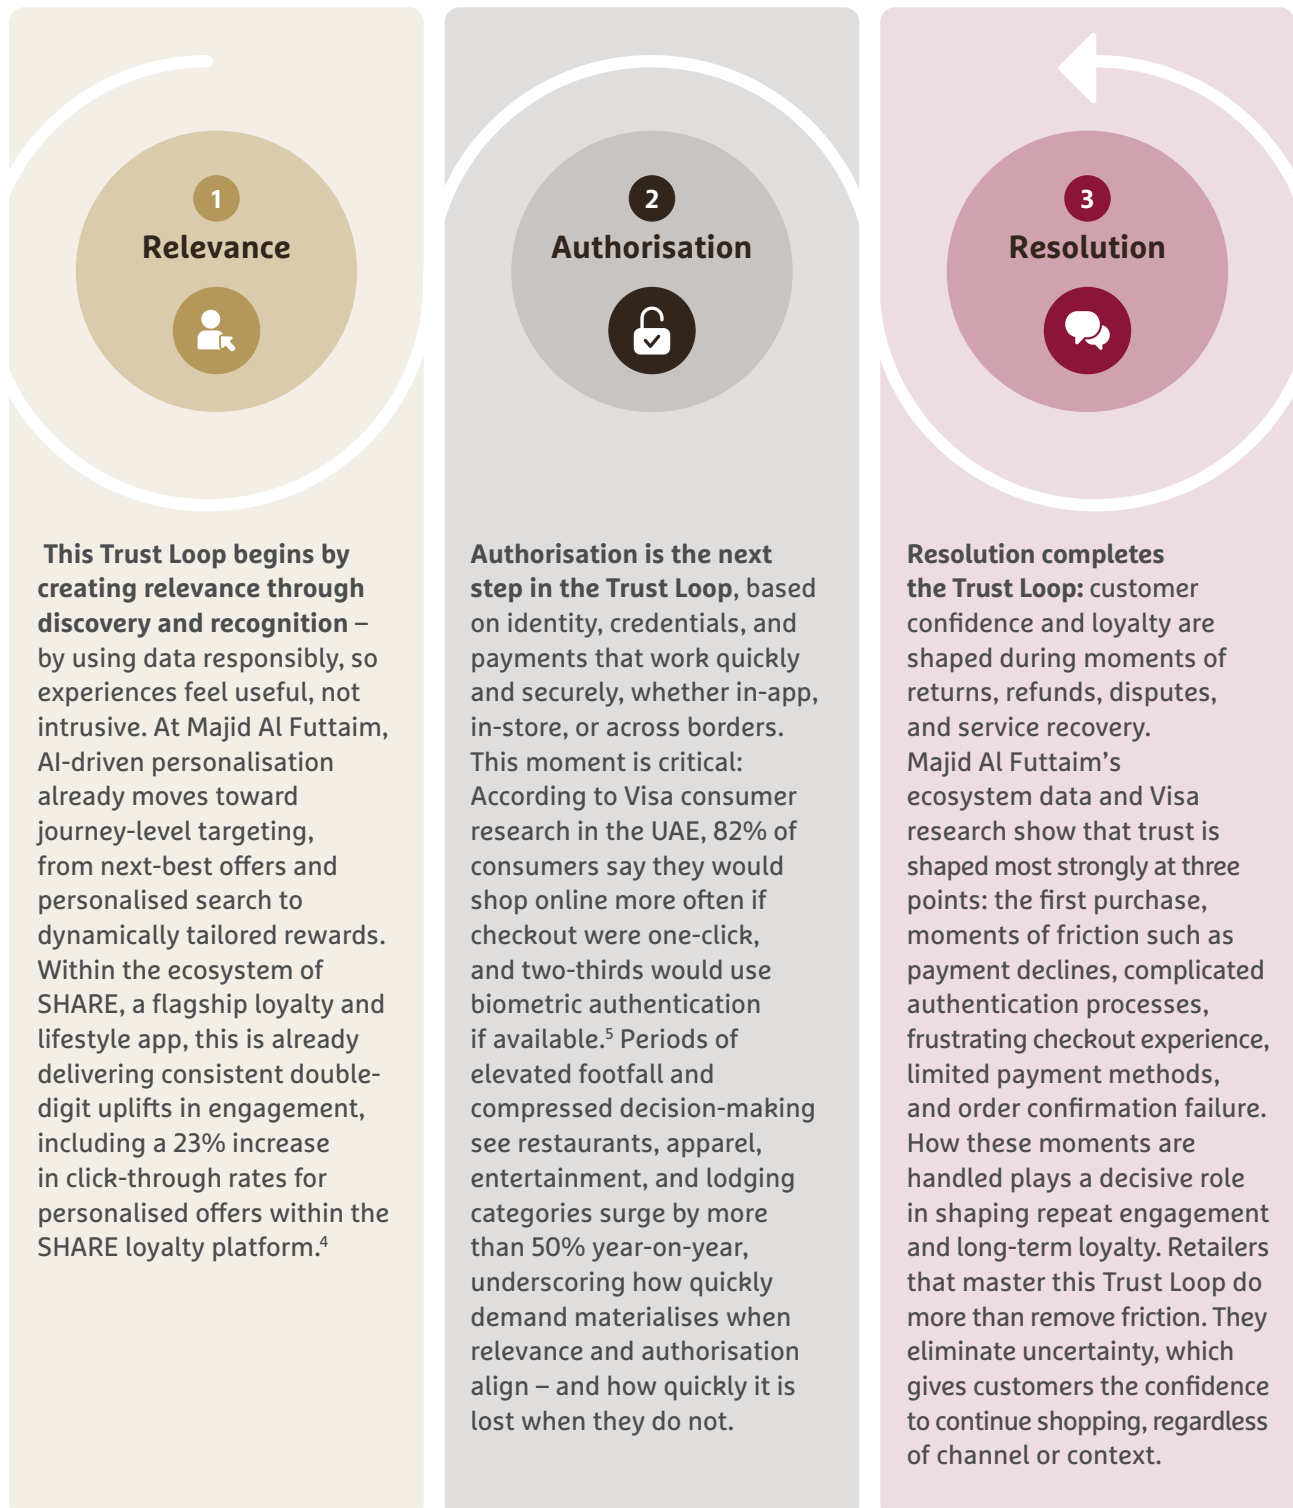 1
Relevance
This Trust Loop begins by
creating relevance through
discovery and recognition –
by using data responsibly, so
experiences feel useful, not
intrusive. At Majid Al Futtaim,
AI-driven personalisation
already moves toward
journey-level targeting,
from next-best offers and
personalised search to
dynamically tailored rewards.
Within the ecosystem of
SHARE, a flagship loyalty and
lifestyle app, this is already
delivering consistent double-
digit uplifts in engagement,
including a 23% increase
in click-through rates for
personalised offers within the
SHARE loyalty platform.4
2
Authorisation
Authorisation is the next
step in the Trust Loop, based
on identity, credentials, and
payments that work quickly
and securely, whether in-app,
in-store, or across borders.
This moment is critical:
According to Visa consumer
research in the UAE, 82% of
consumers say they would
shop online more often if
checkout were one-click,
and two-thirds would use
biometric authentication
if available.5 Periods of
elevated footfall and
compressed decision-making
see restaurants, apparel,
entertainment, and lodging
categories surge by more
than 50% year-on-year,
underscoring how quickly
demand materialises when
relevance and authorisation
align – and how quickly it is
lost when they do not.
3
Resolution
Resolution completes
the Trust Loop: customer
confidence and loyalty are
shaped during moments of
returns, refunds, disputes,
and service recovery.
Majid Al Futtaim’s
ecosystem data and Visa
research show that trust is
shaped most strongly at three
points: the first purchase,
moments of friction such as
payment declines, complicated
authentication processes,
frustrating checkout experience,
limited payment methods,
and order confirmation failure.
How these moments are
handled plays a decisive role
in shaping repeat engagement
and long-term loyalty. Retailers
that master this Trust Loop do
more than remove friction. They
eliminate uncertainty, which
gives customers the confidence
to continue shopping, regardless
of channel or context.